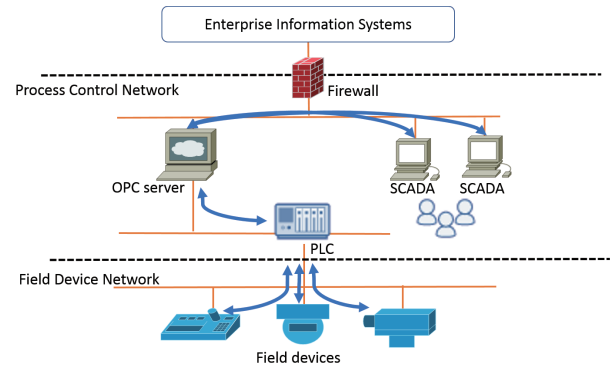 Enterprise Information Systems
Process Control Network
Firewall
OPC server
SCADA
SCADA
PLC
Field Device Network
Field devices